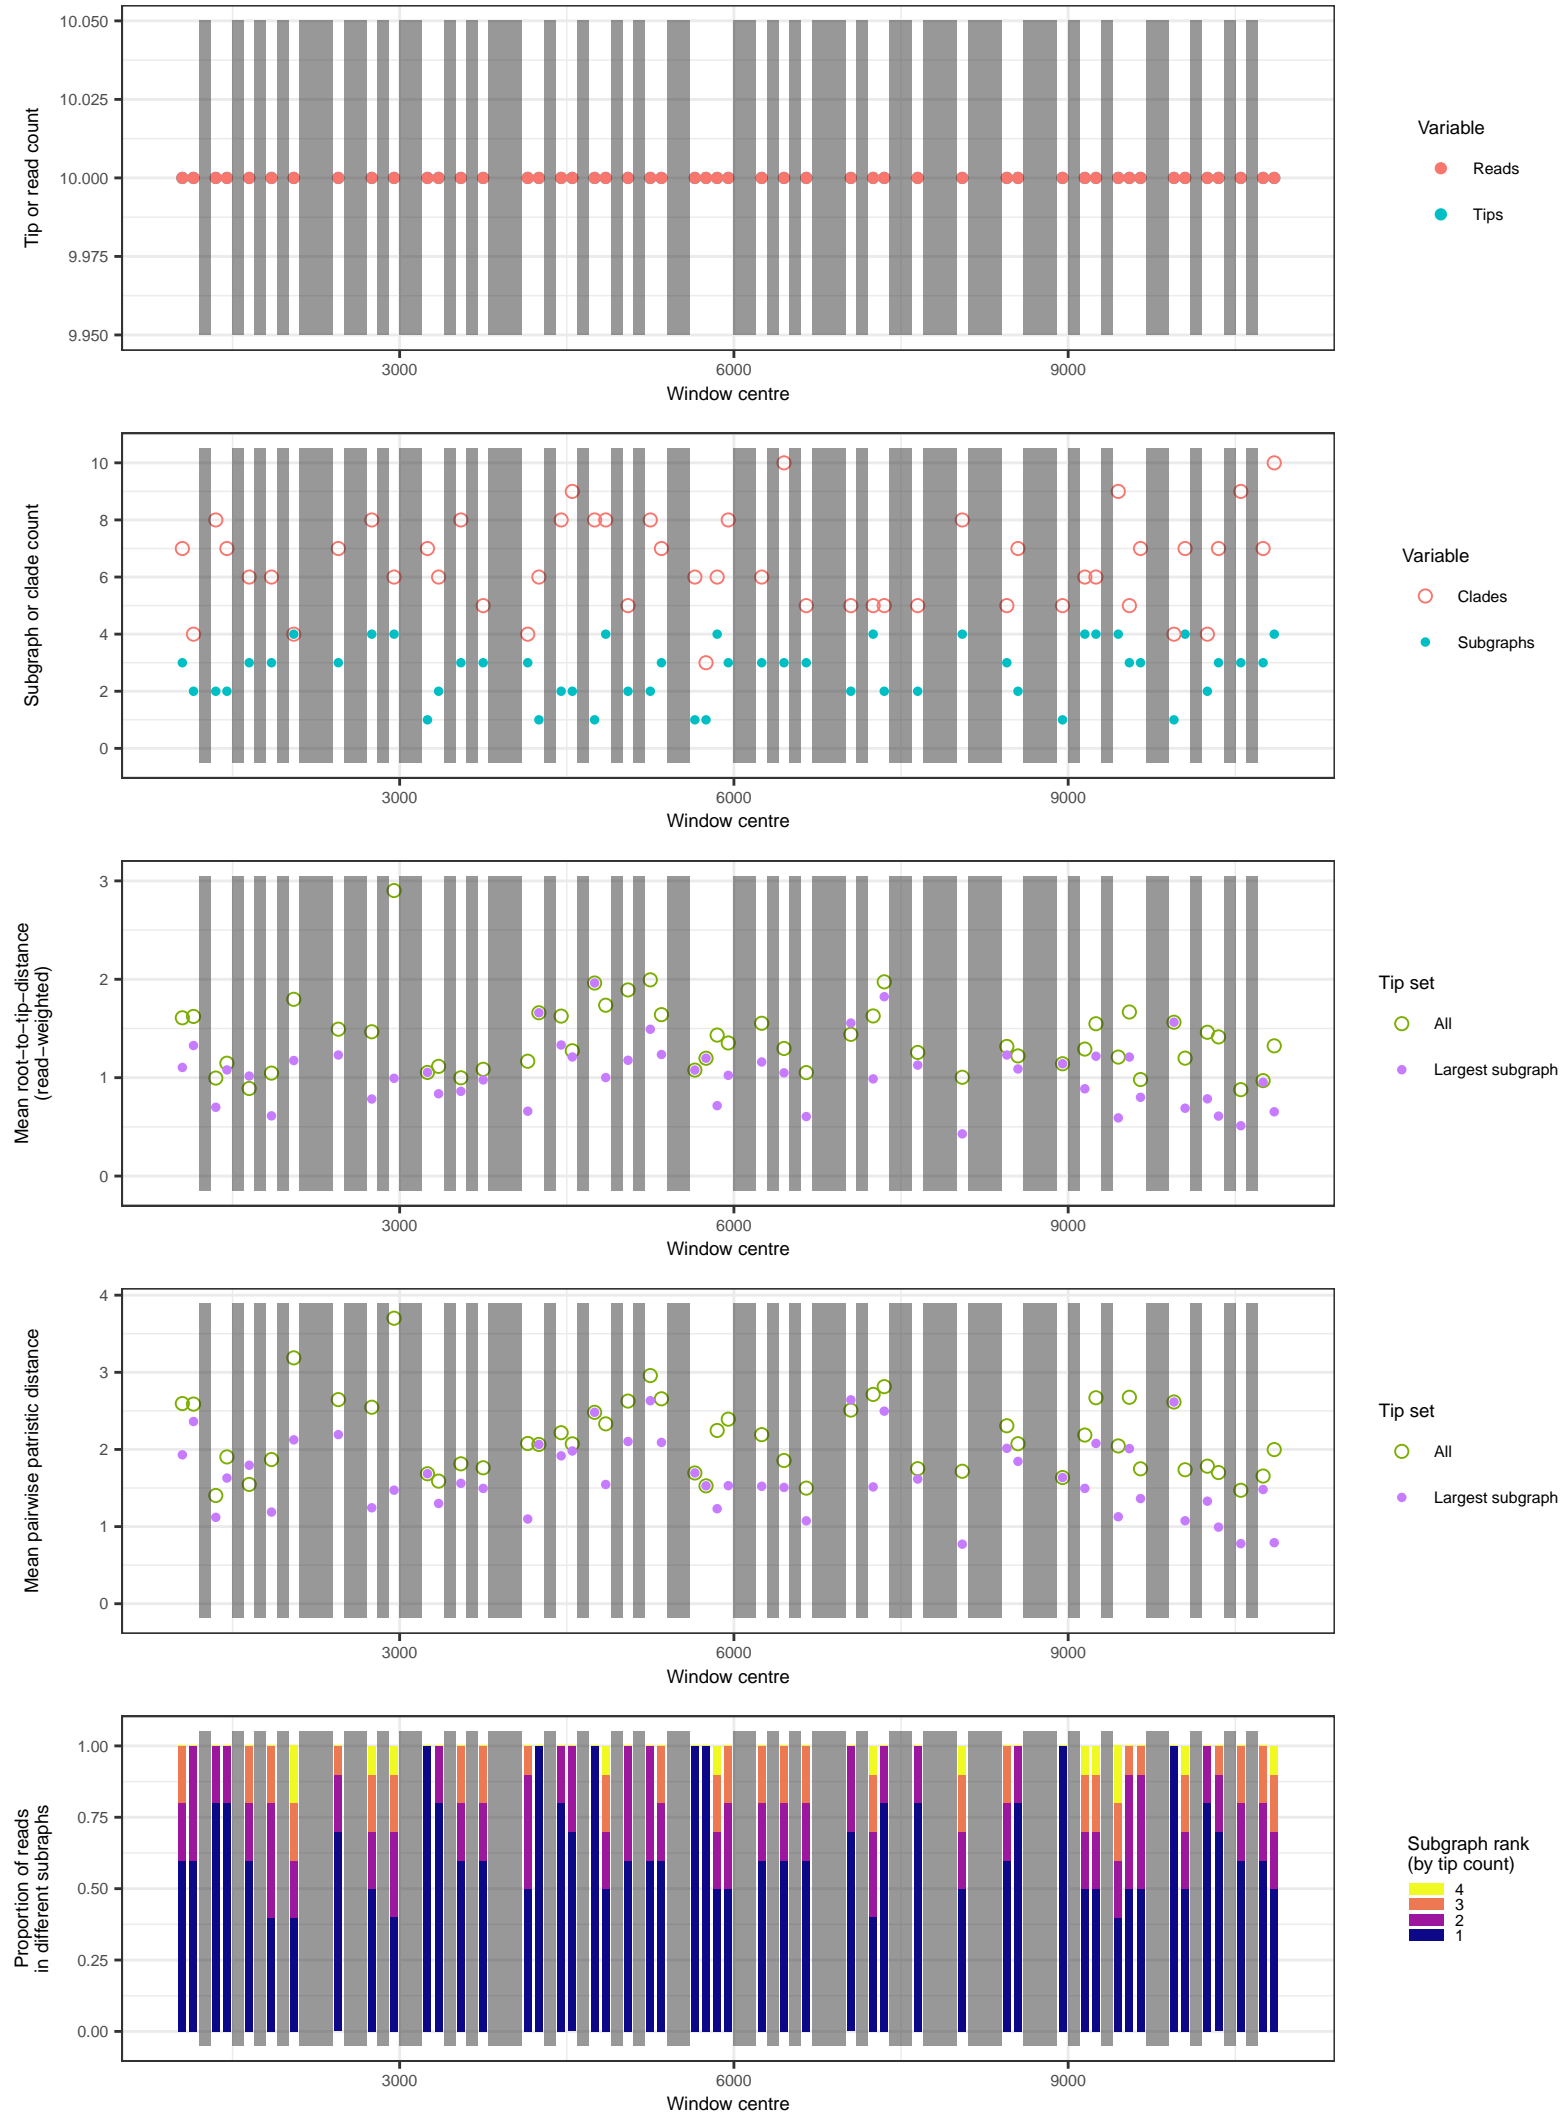 10.050
10.025
10.000
9.975
9.950
Tip or read count
3000
6000
9000
Window centre
Variable
Reads
Tips
10
8
6
4
2
0
Subgraph or clade count
3000
6000
9000
Window centre
Variable
Clades
Subgraphs
3
2
1
0
Mean root−to−tip−distance
(read−weighted)
3000
6000
9000
Window centre
Tip set
All
Largest subgraph
4
3
2
1
0
Mean pairwise patristic distance
3000
6000
9000
Window centre
Tip set
All
Largest subgraph
1.00
0.75
0.50
0.25
0.00
Proportion of reads
in different subraphs
3000
6000
9000
Window centre
Subgraph rank
(by tip count)
4
3
2
1